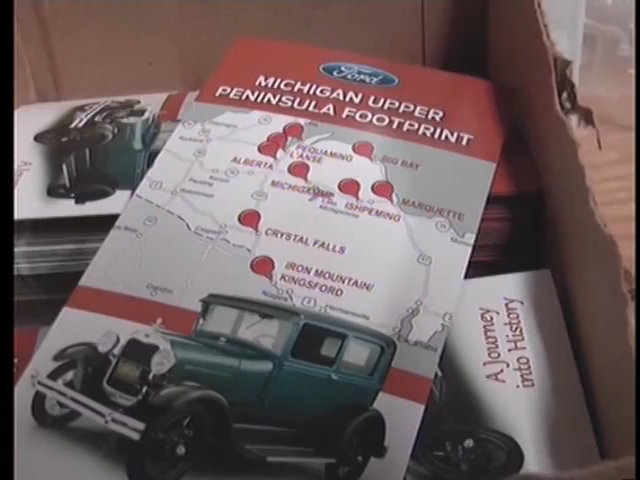 Ford
MICHIGAN UPPER
PENINSULA FOOTPRINT
PEQUAMING
L'ANSE
BIG BAY
ALBERTA
MARQUETTE
ISHPEMING
CRYSTAL FALLS
IRON MOUNTAIN/
KINGSFORD
A Journey
into History